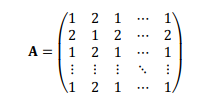 A = ( 1 2 1 ⋯ 1
2 1 2 ⋯ 2
1 2 1 ⋯ 1
⋮ ⋮ ⋮ ⋱ ⋮
1 2 1 ⋯ 1 )